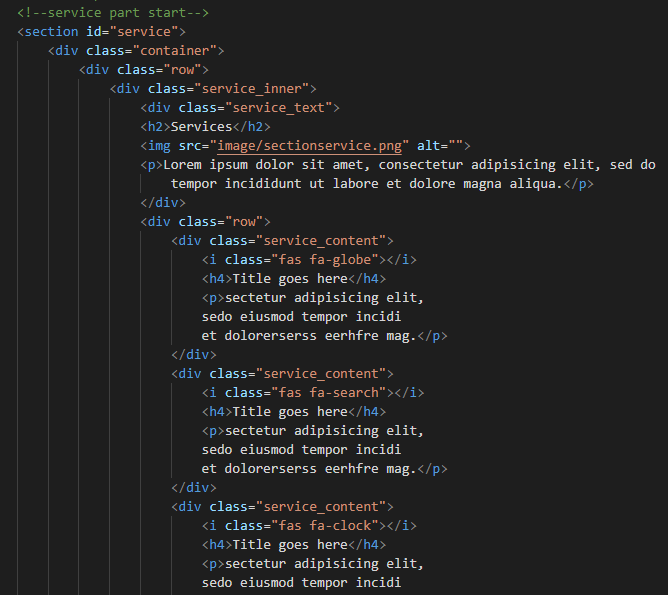 <!--service part start-->
<section id="service">
<div class="container">
<div class="row">
<div class="service_inner">
<div class="service_text">
<h2>Services</h2>
<img src="image/sectionservice.png" alt="">
<p>Lorem ipsum dolor sit amet, consectetur adipisicing elit, sed do
tempor incididunt ut labore et dolore magna aliqua.</p>
</div>
<div class="row">
<div class="service_content">
<i class="fas fa-globe"></i>
<h4>Title goes here</h4>
<p>sectetur adipisicing elit,
sedo eiusmod tempor incidi
et dolorerserss eerhfre mag.</p>
</div>
<div class="service_content">
<i class="fas fa-search"></i>
<h4>Title goes here</h4>
<p>sectetur adipisicing elit,
sedo eiusmod tempor incidi
et dolorerserss eerhfre mag.</p>
</div>
<div class="service_content">
<i class="fas fa-clock"></i>
<h4>Title goes here</h4>
<p>sectetur adipisicing elit,
sedo eiusmod tempor incidi